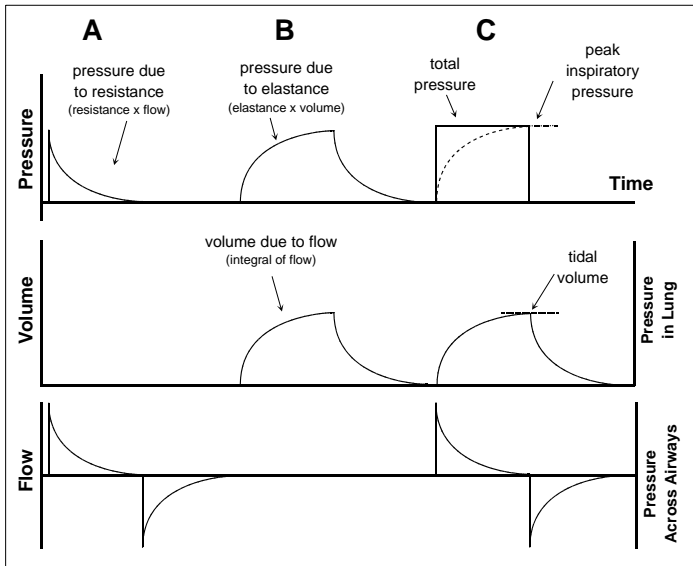 A
B
C
pressure due
to resistance
(resistance x flow)
pressure due
to elastance
(elastance x volume)
total
pressure
peak
inspiratory
pressure
Pressure
Time
volume due to flow
(integral of flow)
tidal
volume
Volume
Pressure
in Lung
Flow
Pressure
Across Airways